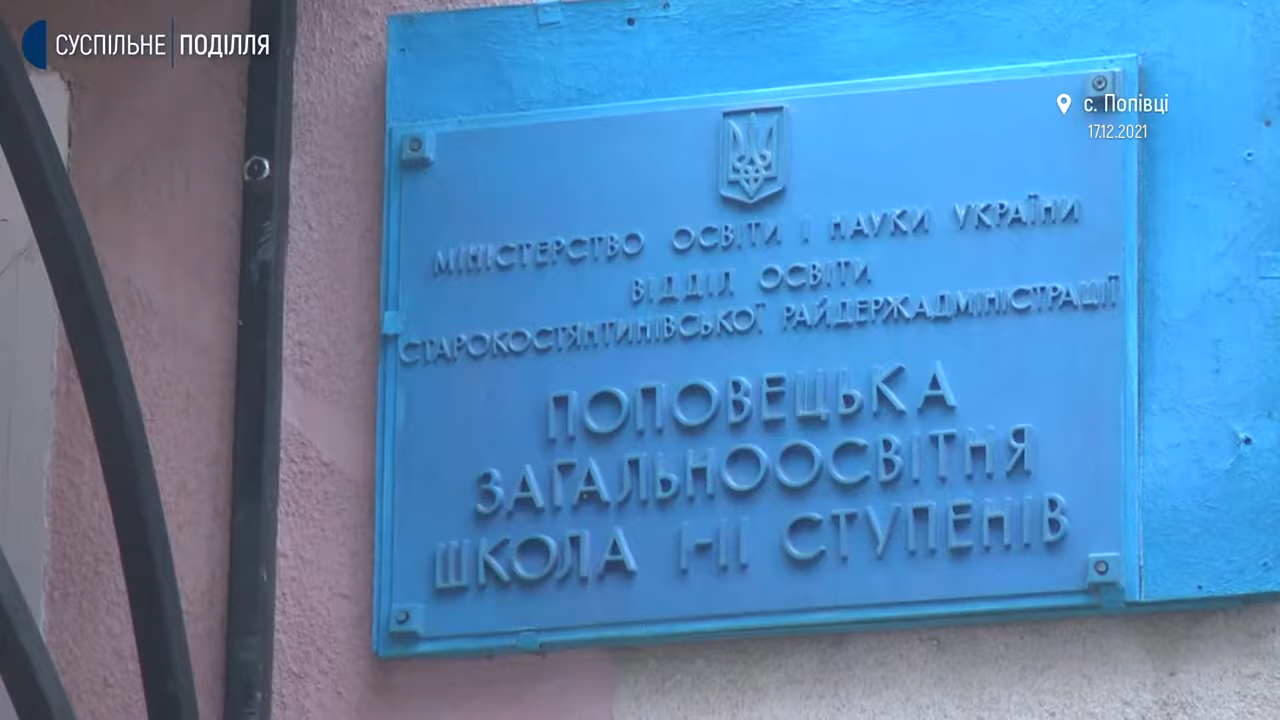 СУСПІЛЬНЕ ПОДІЛЛЯ
с. Попівці
17.12.2021
МІНІСТЕРСТВО ОСВІТИ І НАУКИ УКРАЇНИ
ВІДДІЛ ОСВІТИ
СТАРОКОСТЯНТИНІВСЬКОЇ РАЙДЕРЖАДМІНІСТРАЦІЇ
ПОПОВЕЦЬКА
ЗАГАЛЬНООСВІТНЯ
ШКОЛА І-ІІ СТУПЕНІВ